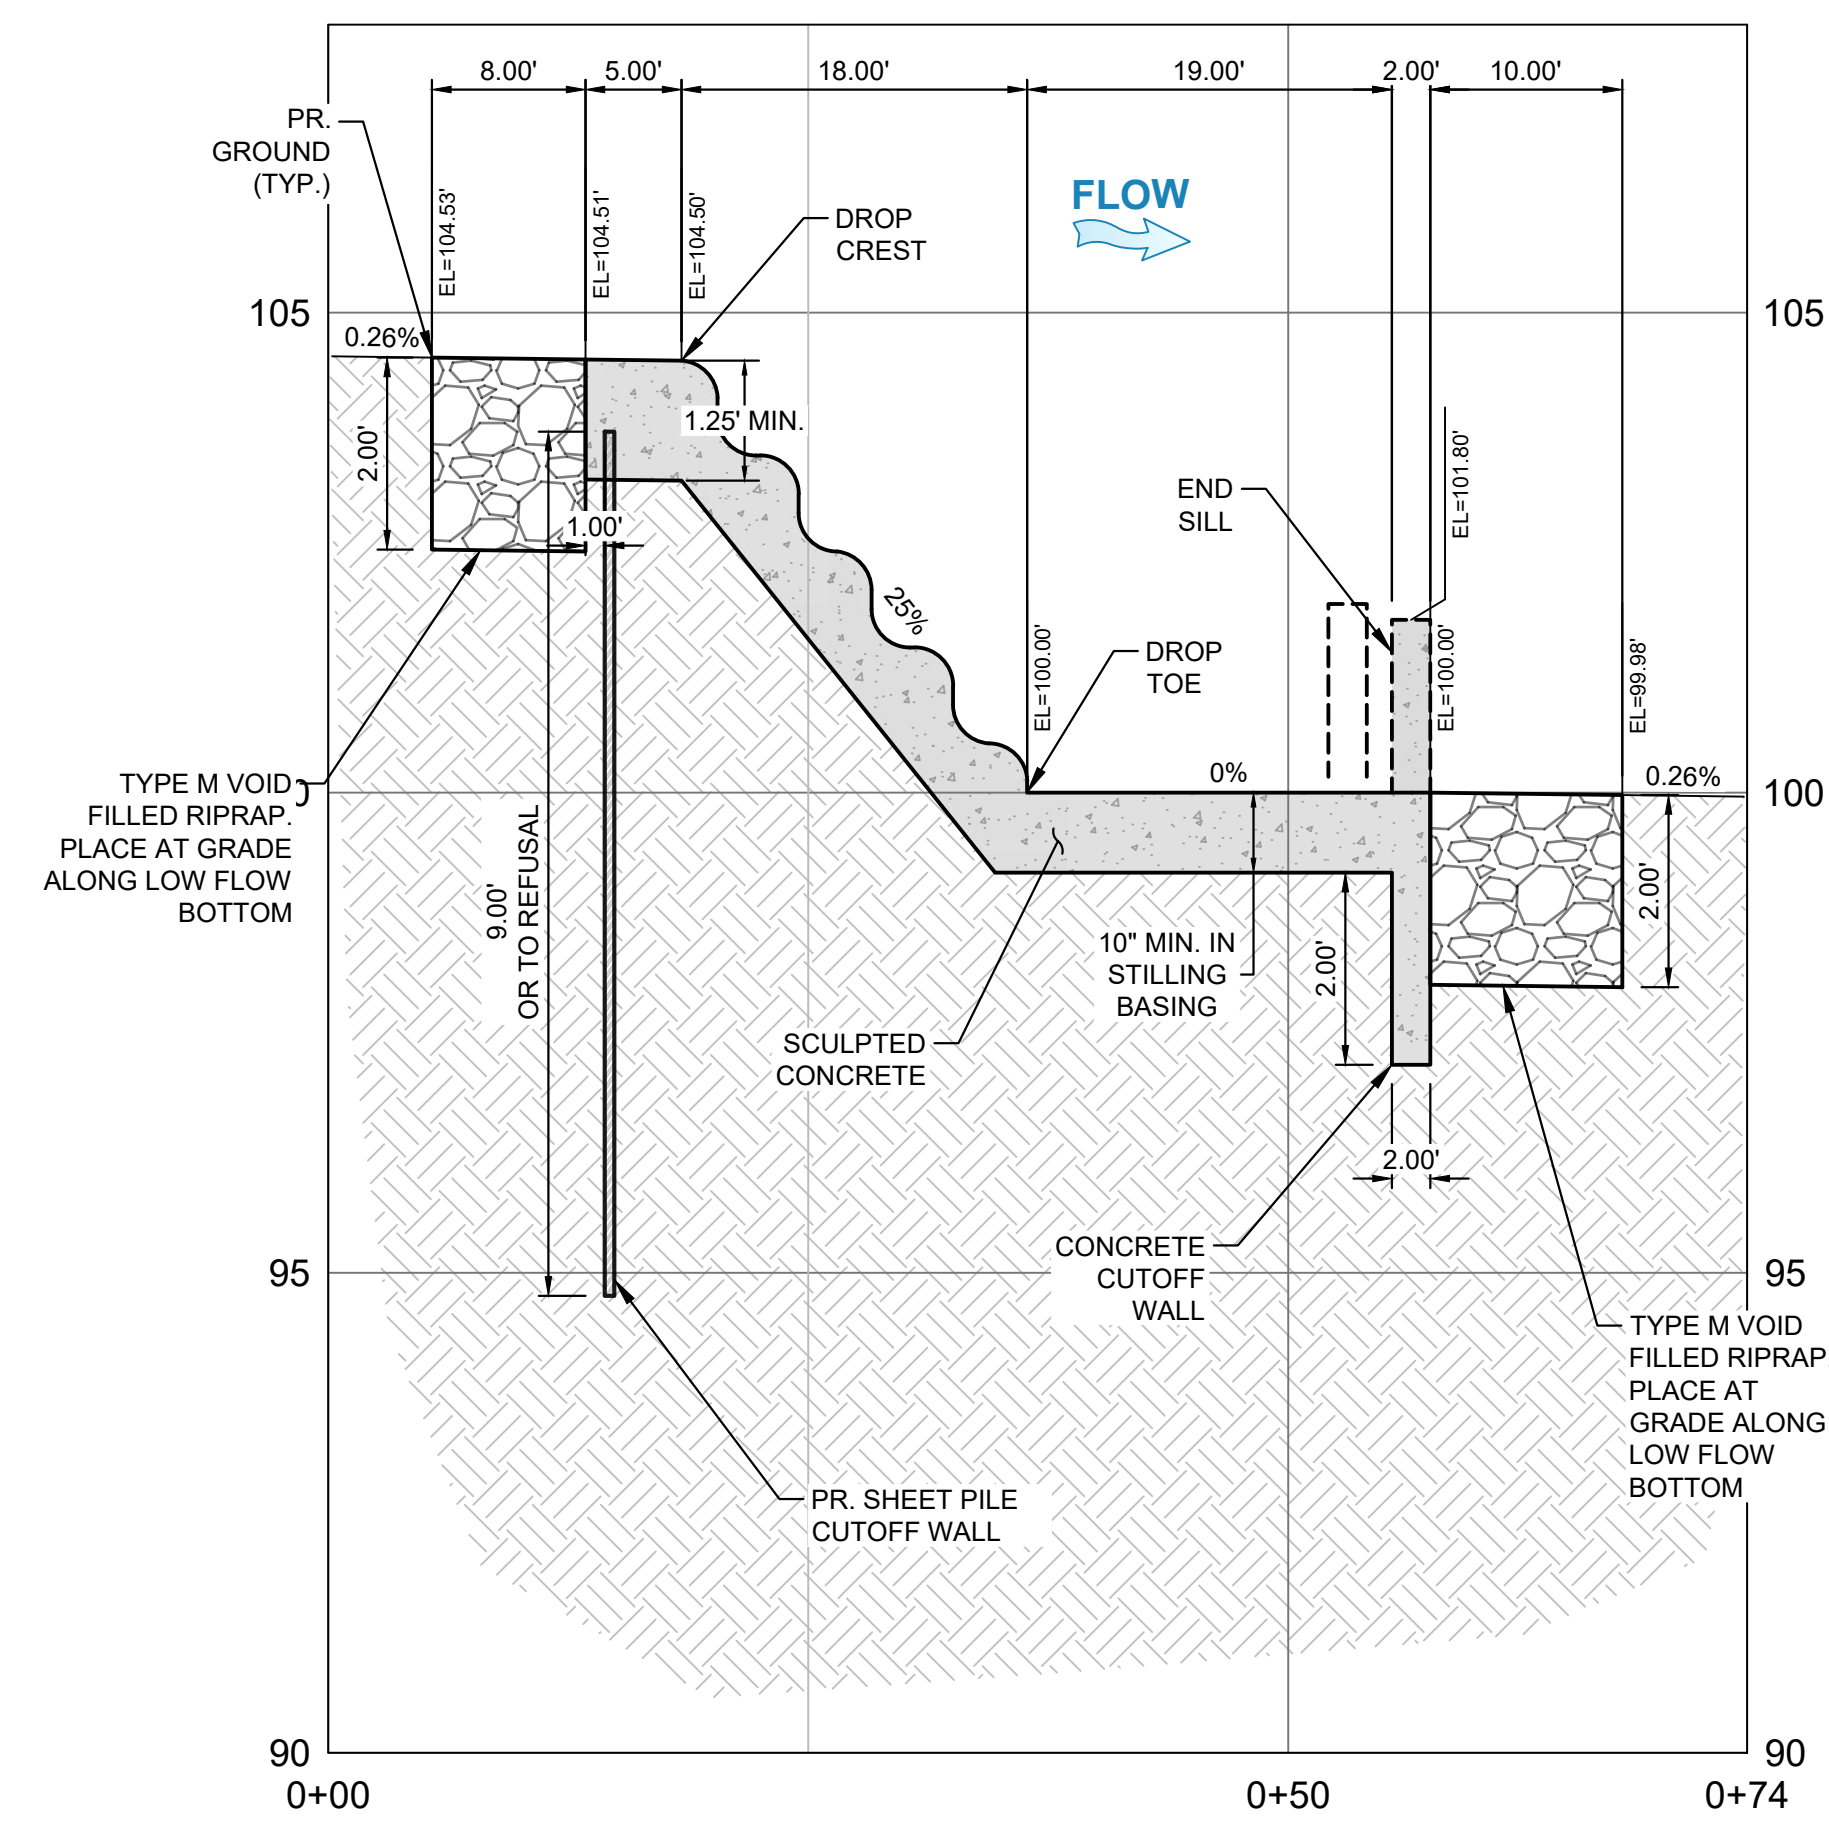 8.00'
5.00'
18.00'
19.00'
2.00'
10.00'
PR.
GROUND
(TYP.)
EL=104.53'
EL=104.51'
EL=104.50'
DROP
CREST
FLOW
105
105
0.26%
2.00'
1.25' MIN.
1.00'
END
SILL
EL=101.80'
25%
EL=100.00'
DROP
TOE
EL=100.00'
EL=99.98'
0%
0.26%
100
TYPE M VOID
FILLED RIPRAP.
PLACE AT GRADE
ALONG LOW FLOW
BOTTOM
9.00'
OR TO REFUSAL
10" MIN. IN
STILLING
BASING
2.00'
2.00'
SCULPTED
CONCRETE
2.00'
CONCRETE
CUTOFF
WALL
95
95
TYPE M VOID
FILLED RIPRAP
PLACE AT
GRADE ALONG
LOW FLOW
BOTTOM
PR. SHEET PILE
CUTOFF WALL
90
90
0+00
0+50
0+74